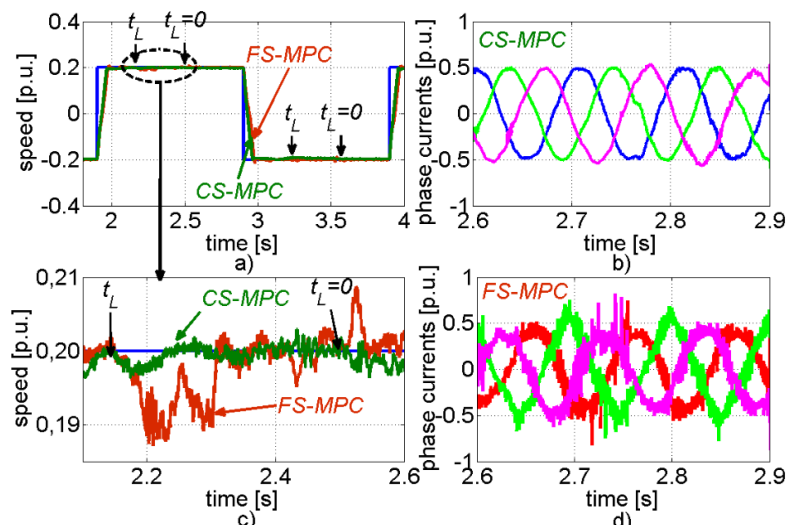 speed [p.u.]
0.4
0.2
0
-0.2
-0.4
t_L
t_L=0
FS-MPC
t_L
t_L=0
CS-MPC
2
2.5
3
3.5
4
time [s]
a)
phase currents [p.u.]
1
0.5
0
-0.5
-1
CS-MPC
2.6
2.7
2.8
2.9
time [s]
b)
speed [p.u.]
0,21
0,20
0,19
t_L
CS-MPC
t_L=0
FS-MPC
2.2
2.4
2.6
time [s]
c)
phase currents [p.u.]
1
0.5
0
-0.5
-1
FS-MPC
2.6
2.7
2.8
2.9
time [s]
d)